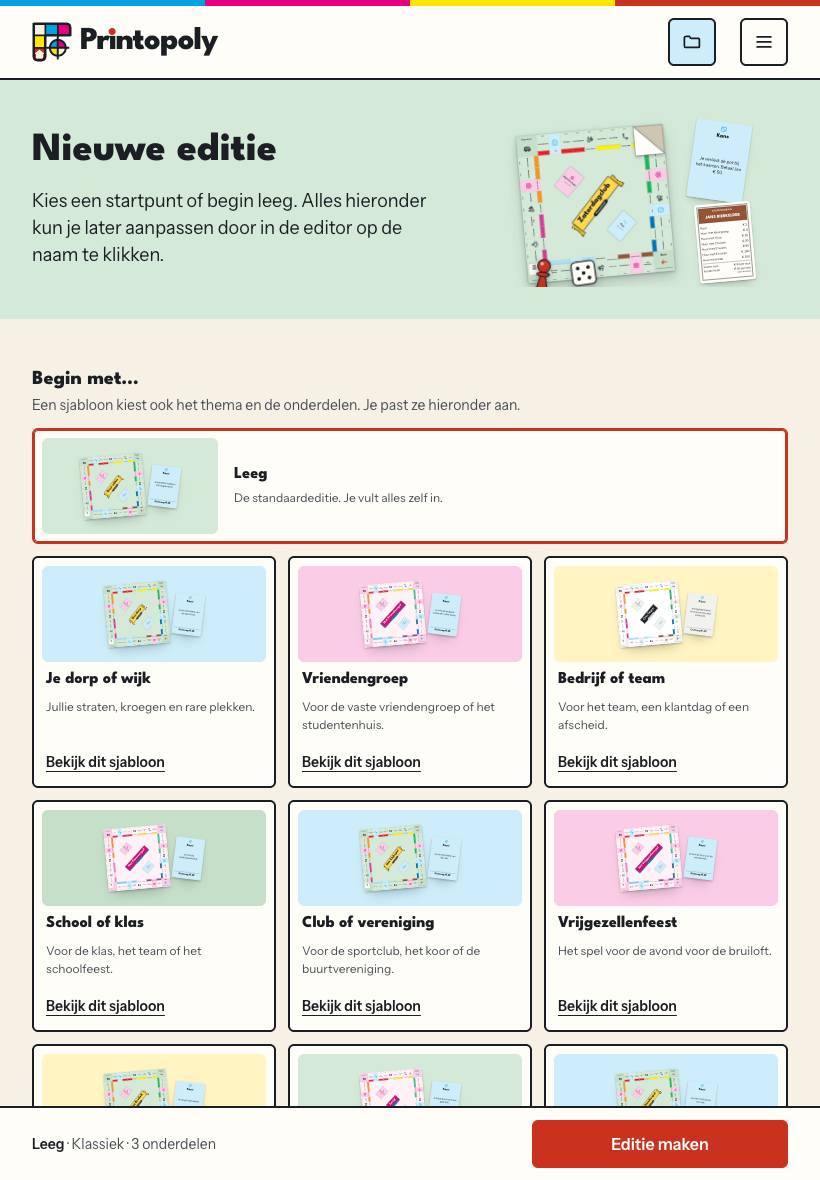 Printopoly
Nieuwe editie
Kies een startpunt of begin leeg. Alles hieronder
kun je later aanpassen door in de editor op de
naam te klikken.
Zaterdagclub
Kans
Begin met…
Een sjabloon kiest ook het thema en de onderdelen. Je past ze hieronder aan.
Leeg
De standaardeditie. Je vult alles zelf in.
Je dorp of wijk
Jullie straten, kroegen en rare plekken.
Bekijk dit sjabloon
Vriendengroep
Voor de vaste vriendengroep of het
studentenhuis.
Bekijk dit sjabloon
Bedrijf of team
Voor het team, een klantdag of een
afscheid.
Bekijk dit sjabloon
School of klas
Voor de klas, het team of het
schoolfeest.
Bekijk dit sjabloon
Club of vereniging
Voor de sportclub, het koor of de
buurtvereniging.
Bekijk dit sjabloon
Vrijgezellenfeest
Het spel voor de avond voor de bruiloft.
Bekijk dit sjabloon
Leeg · Klassiek · 3 onderdelen
Editie maken